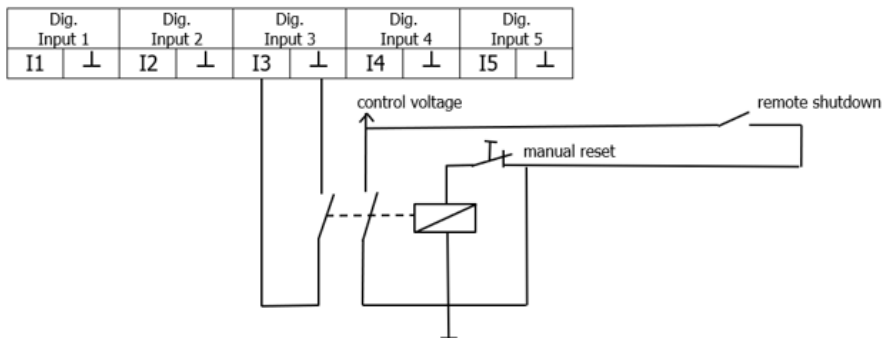 Dig. Dig. Dig. Dig. Dig.
Input 1 Input 2 Input 3 Input 4 Input 5
I1 ⊥ I2 ⊥ I3 ⊥ I4 ⊥ I5 ⊥
control voltage
remote shutdown
manual reset